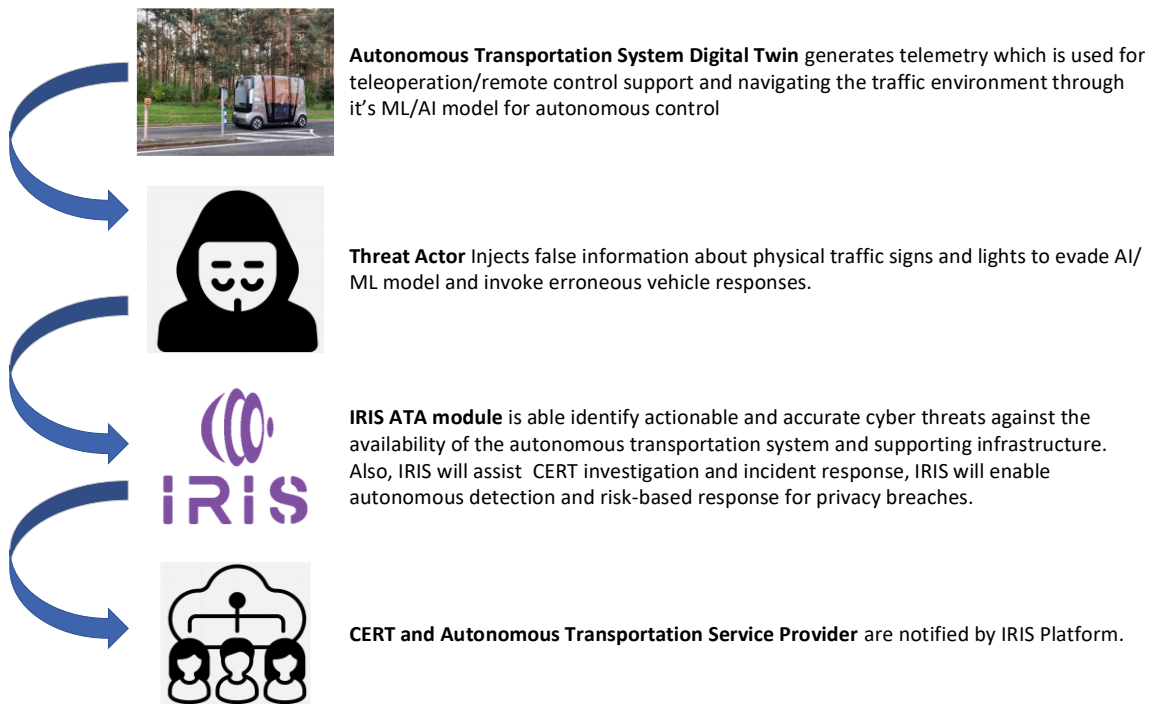 Autonomous Transportation System Digital Twin generates telemetry which is used for
teleoperation/remote control support and navigating the traffic environment through
it’s ML/AI model for autonomous control
Threat Actor Injects false information about physical traffic signs and lights to evade AI/
ML model and invoke erroneous vehicle responses.
IRIS
IRIS ATA module is able identify actionable and accurate cyber threats against the
availability of the autonomous transportation system and supporting infrastructure.
Also, IRIS will assist CERT investigation and incident response, IRIS will enable
autonomous detection and risk-based response for privacy breaches.
CERT and Autonomous Transportation Service Provider are notified by IRIS Platform.